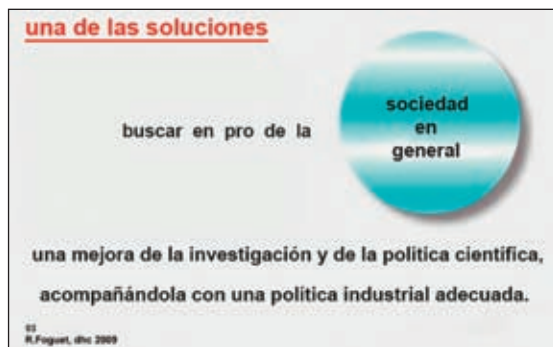 una de las soluciones
buscar en pro de la
sociedad
en
general
una mejora de la investigación y de la política científica,
acompañándola con una política industrial adecuada.
R.Foguet, dhc 2009